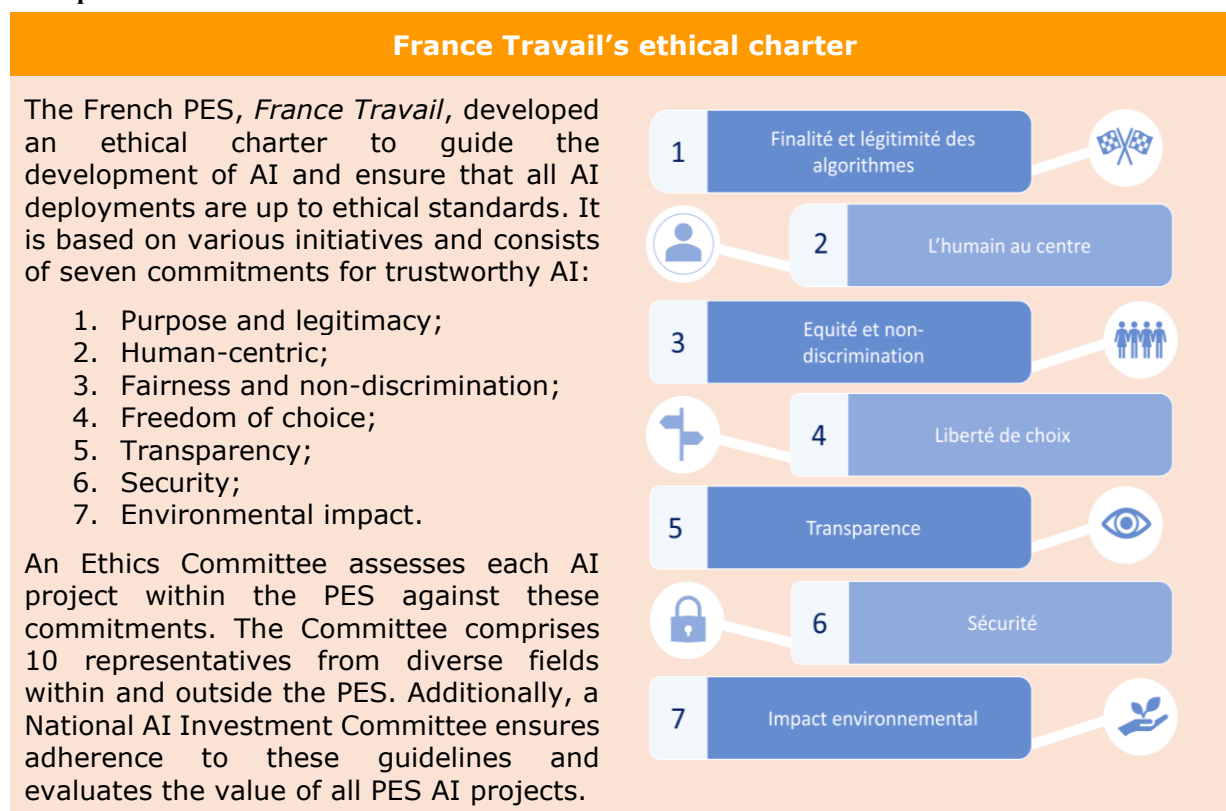 France Travail’s ethical charter
The French PES, France Travail, developed
an ethical charter to guide the
development of AI and ensure that all AI
deployments are up to ethical standards. It
is based on various initiatives and consists
of seven commitments for trustworthy AI:
1. Purpose and legitimacy;
2. Human-centric;
3. Fairness and non-discrimination;
4. Freedom of choice;
5. Transparency;
6. Security;
7. Environmental impact.
An Ethics Committee assesses each AI
project within the PES against these
commitments. The Committee comprises
10 representatives from diverse fields
within and outside the PES. Additionally, a
National AI Investment Committee ensures
adherence to these guidelines and
evaluates the value of all PES AI projects.
1
Finalité et légitimité des
algorithmes
2
L’humain au centre
3
Equité et non-
discrimination
4
Liberté de choix
5
Transparence
6
Sécurité
7
Impact environnemental